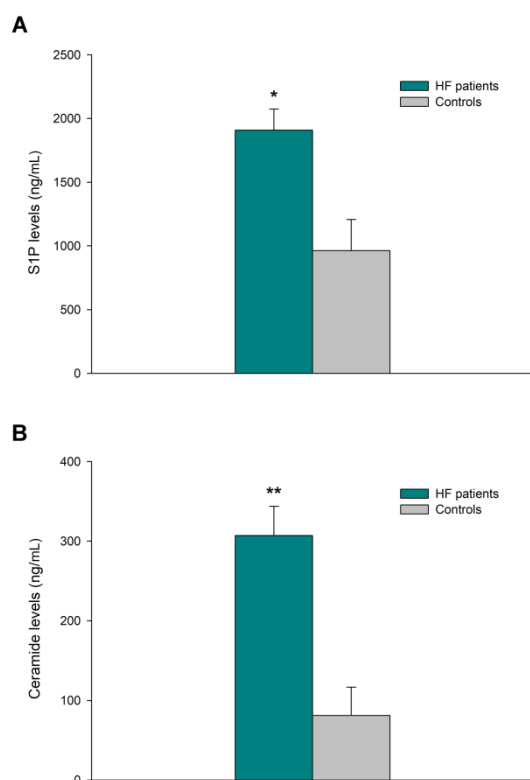 A
2500
2000
1500
1000
500
0
S1P levels (ng/mL)
*
HF patients
Controls
B
400
300
200
100
0
Ceramide levels (ng/mL)
**
HF patients
Controls